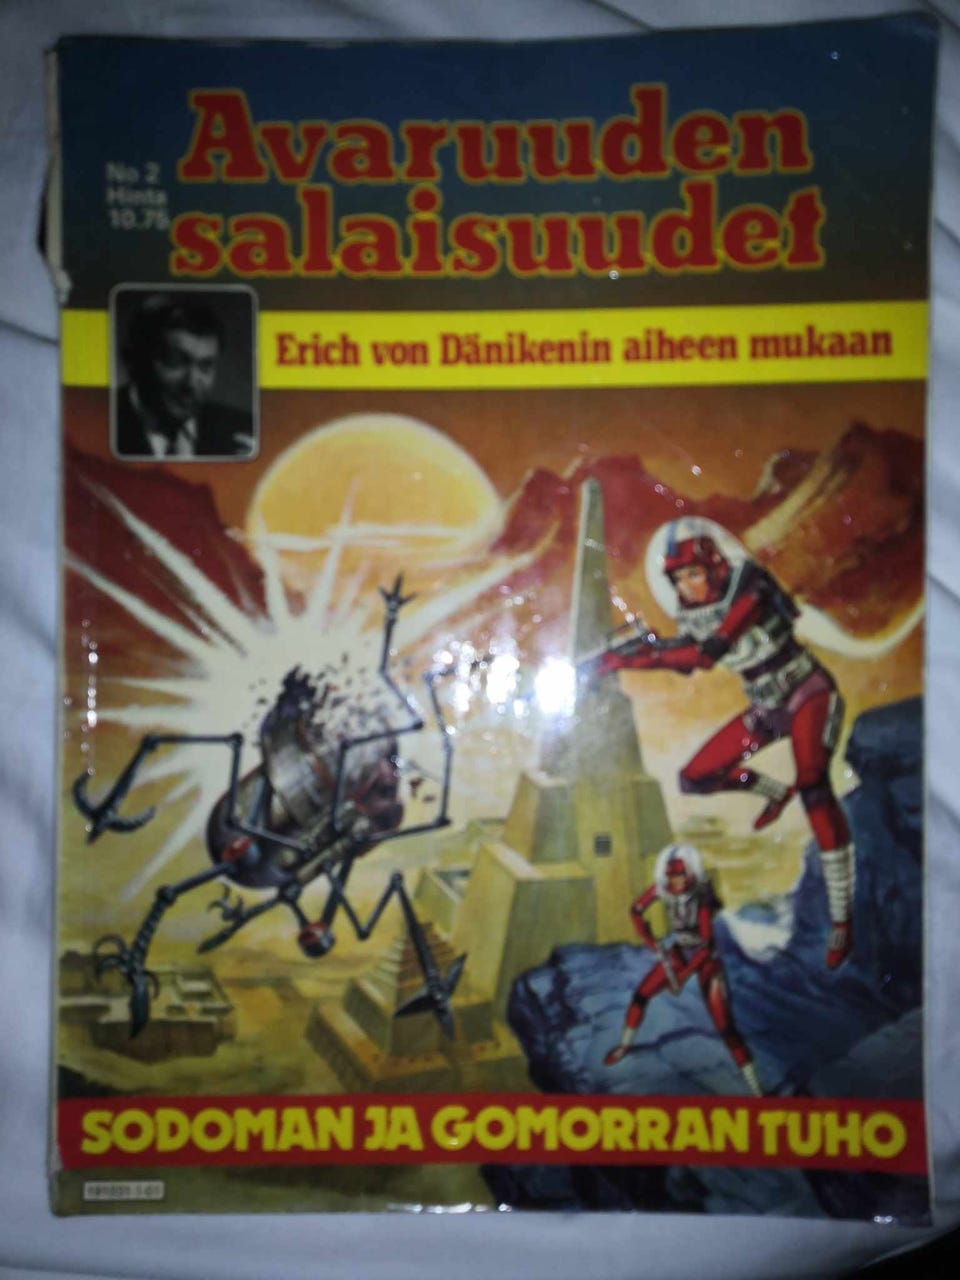 Avaruuden
salaisuudet
No 2
Hinta
10.75
Erich von Dänikenin aiheen mukaan
SODOMAN JA GOMORRAN TUHO